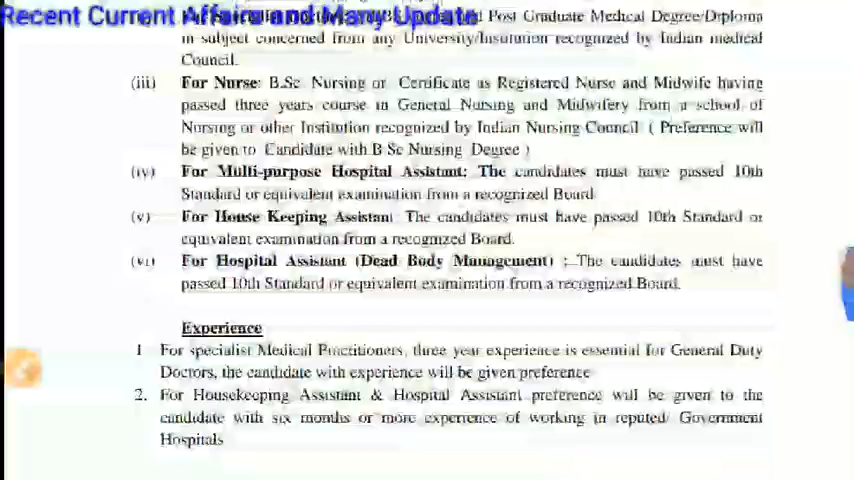 Recent Current Affairs and Many Update
Post Graduate Medical Degree/Diploma
in subject concerned from any University/Institution recognized by Indian medical
Council.
(iii) For Nurse: B.Sc. Nursing or Certificate as Registered Nurse and Midwife having
passed three years course in General Nursing and Midwifery from a school of
Nursing or other Institution recognized by Indian Nursing Council ( Preference will
be given to Candidate with B Sc Nursing Degree )
(iv) For Multi-purpose Hospital Assistant: The candidates must have passed 10th
Standard or equivalent examination from a recognized Board
(v) For House Keeping Assistant The candidates must have passed 10th Standard or
equivalent examination from a recognized Board.
(vi) For Hospital Assistant (Dead Body Management) : The candidates must have
passed 10th Standard or equivalent examination from a recognized Board.
Experience
1 For specialist Medical Practitioners, three year experience is essential for General Duty
Doctors, the candidate with experience will be given preference
2. For Housekeeping Assistant & Hospital Assistant preference will be given to the
candidate with six months or more experience of working in reputed/ Government
Hospitals